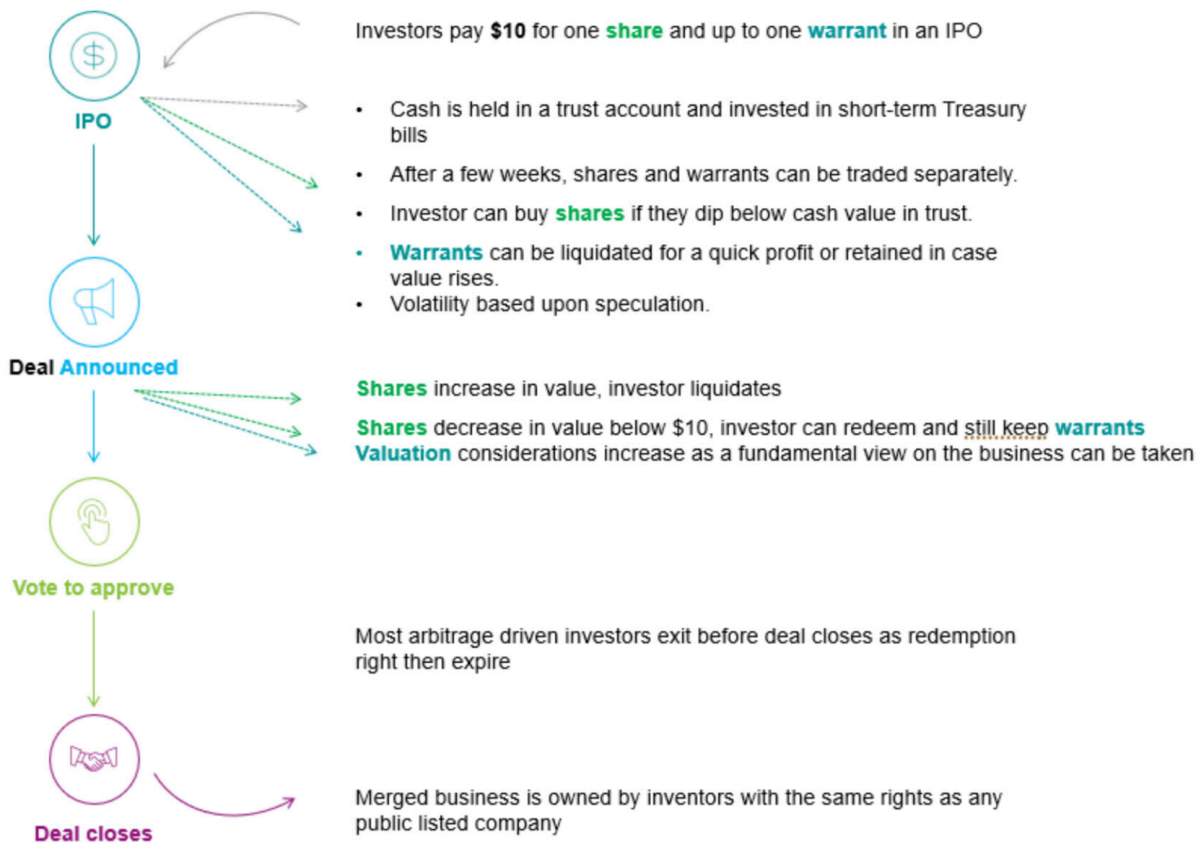 Investors pay $10 for one share and up to one warrant in an IPO
$
IPO
• Cash is held in a trust account and invested in short-term Treasury
bills
• After a few weeks, shares and warrants can be traded separately.
• Investor can buy shares if they dip below cash value in trust.
• Warrants can be liquidated for a quick profit or retained in case
value rises.
• Volatility based upon speculation.
Deal Announced
Shares increase in value, investor liquidates
Shares decrease in value below $10, investor can redeem and still keep warrants
Valuation considerations increase as a fundamental view on the business can be taken
Vote to approve
Most arbitrage driven investors exit before deal closes as redemption
right then expire
Deal closes
Merged business is owned by inventors with the same rights as any
public listed company